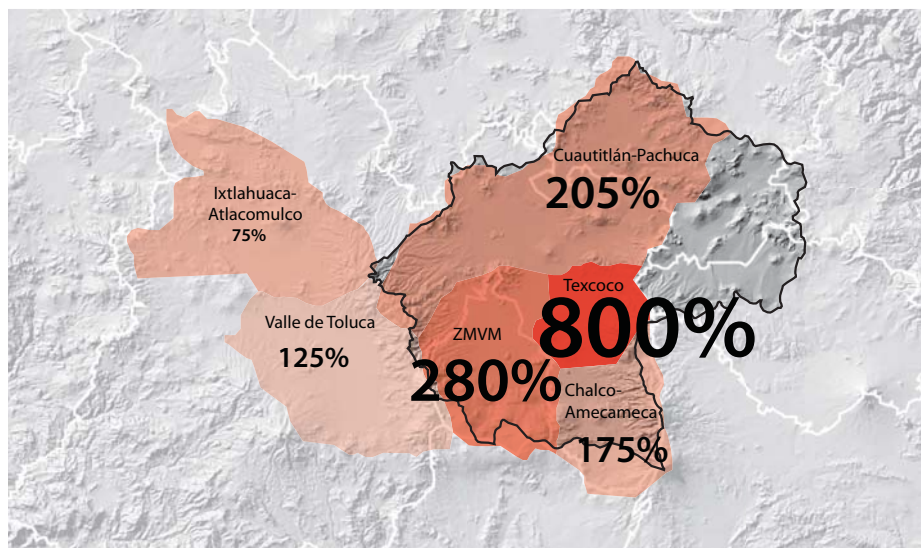 Cuautitlán-Pachuca
205%
Ixtlahuaca-
Atlacomulco
75%
Texcoco
800%
Valle de Toluca
125%
ZMVM
280%
Chalco-
Amecameca
175%